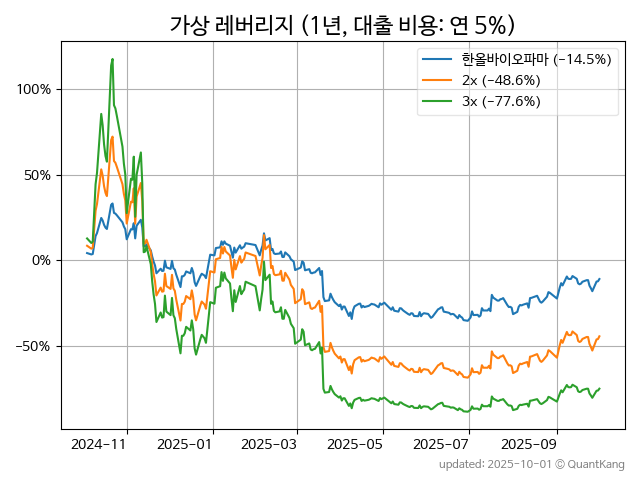 가상 레버리지 (1년, 대출 비용: 연 5%)
한올바이오파마 (−14.5%)
2x (−48.6%)
3x (−77.6%)
100%
50%
0%
−50%
2024-11
2025-01
2025-03
2025-05
2025-07
2025-09
updated: 2025-10-01 © QuantKang